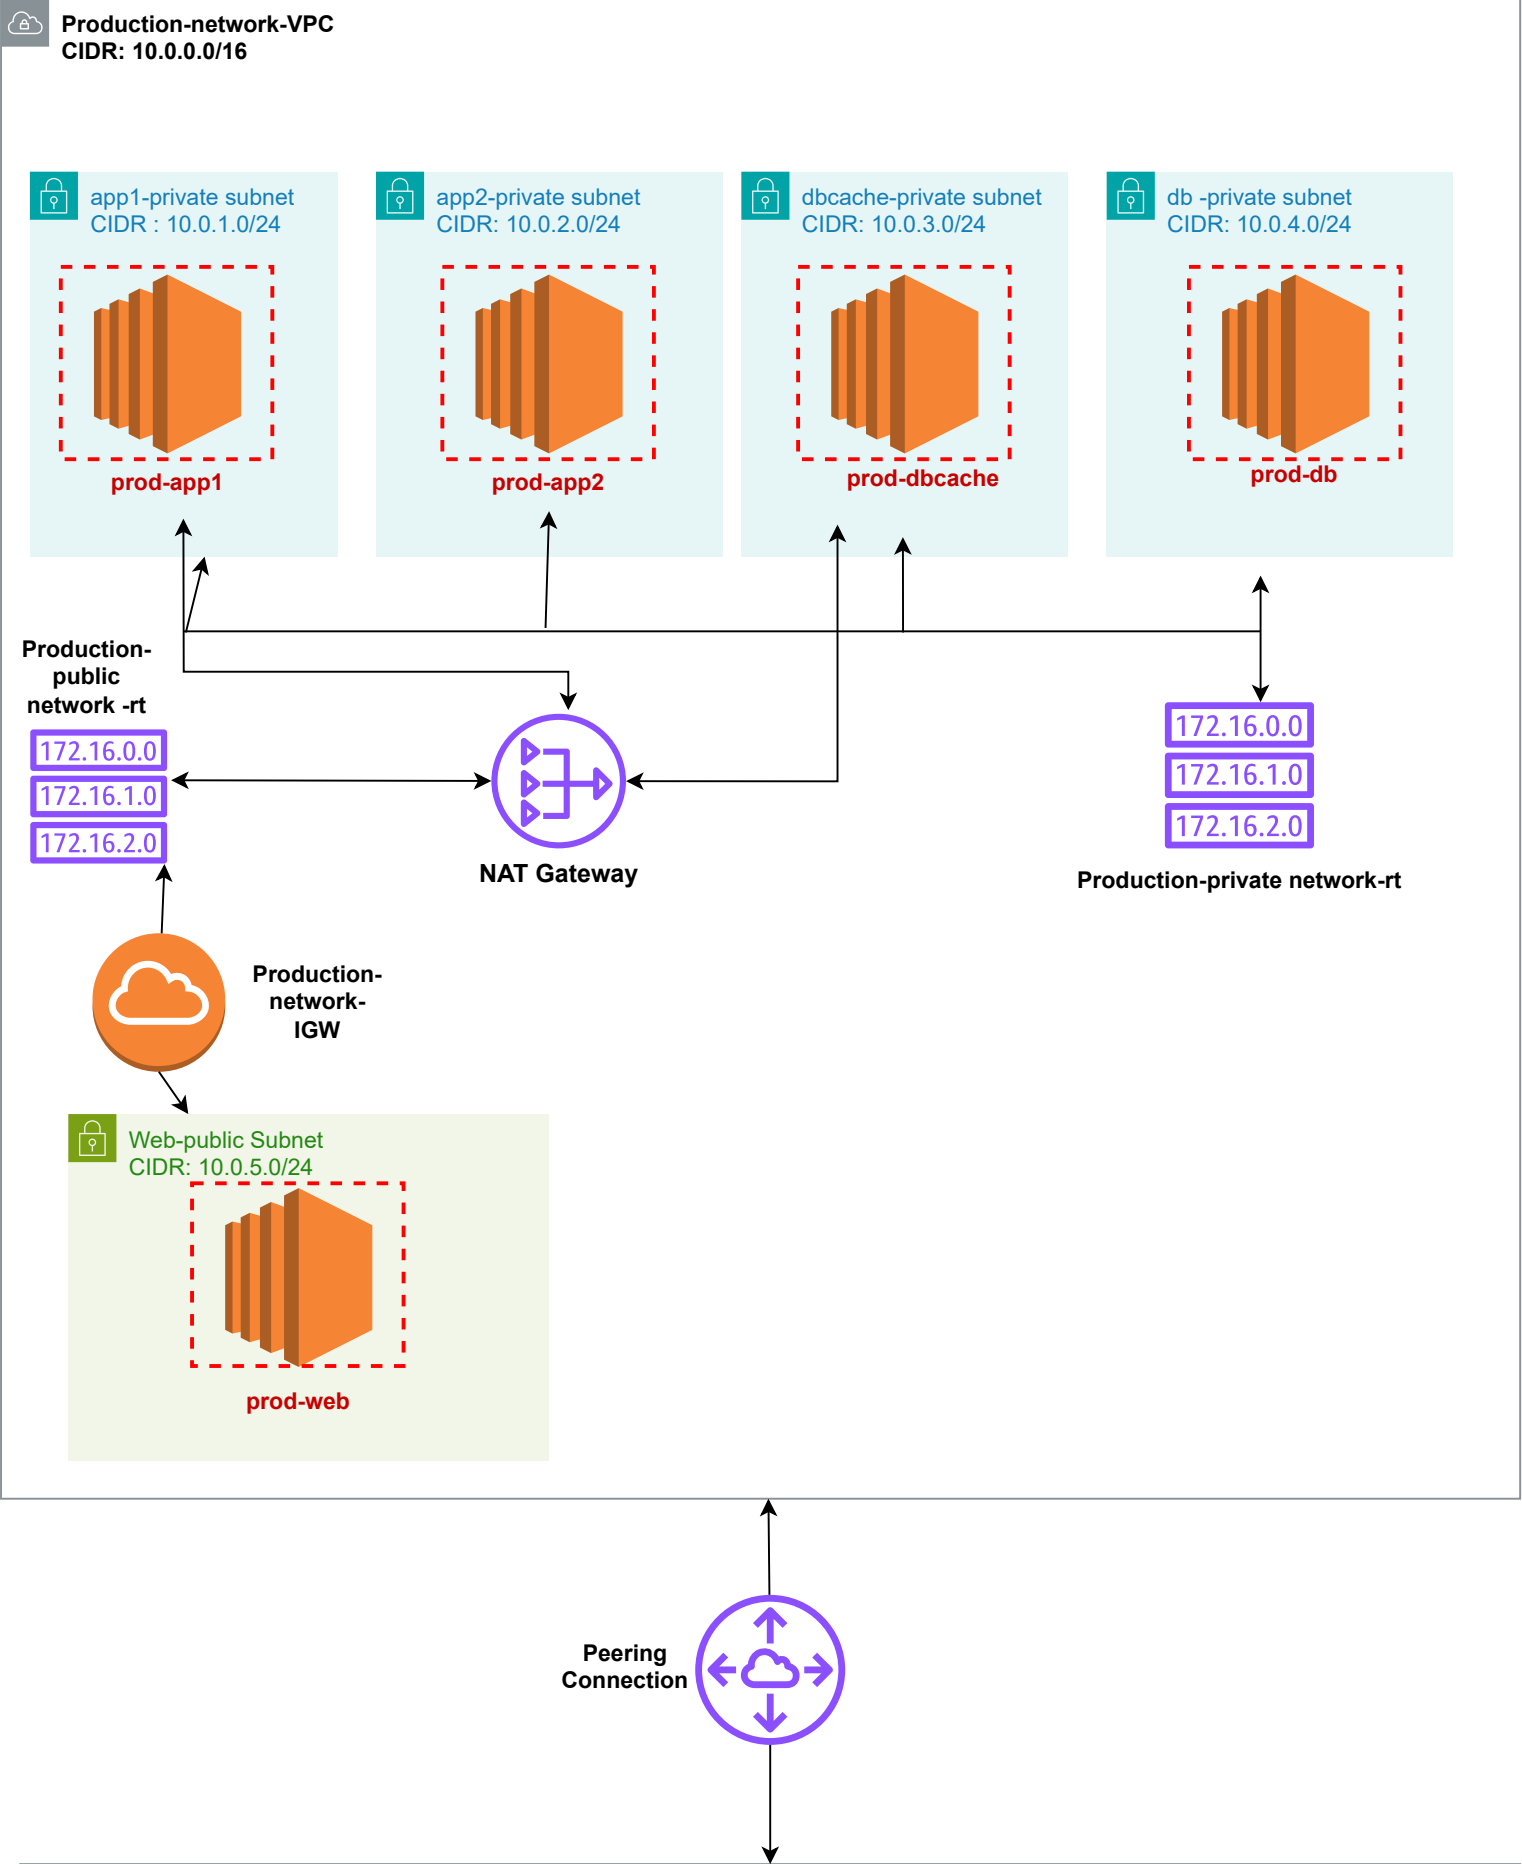 Production-network-VPC
CIDR: 10.0.0.0/16
app1-private subnet
CIDR : 10.0.1.0/24
app2-private subnet
CIDR: 10.0.2.0/24
dbcache-private subnet
CIDR: 10.0.3.0/24
db -private subnet
CIDR: 10.0.4.0/24
prod-app1
prod-app2
prod-dbcache
prod-db
Production-
public
network -rt
172.16.0.0
172.16.1.0
172.16.2.0
NAT Gateway
172.16.0.0
172.16.1.0
172.16.2.0
Production-private network-rt
Production-
network-
IGW
Web-public Subnet
CIDR: 10.0.5.0/24
prod-web
Peering
Connection